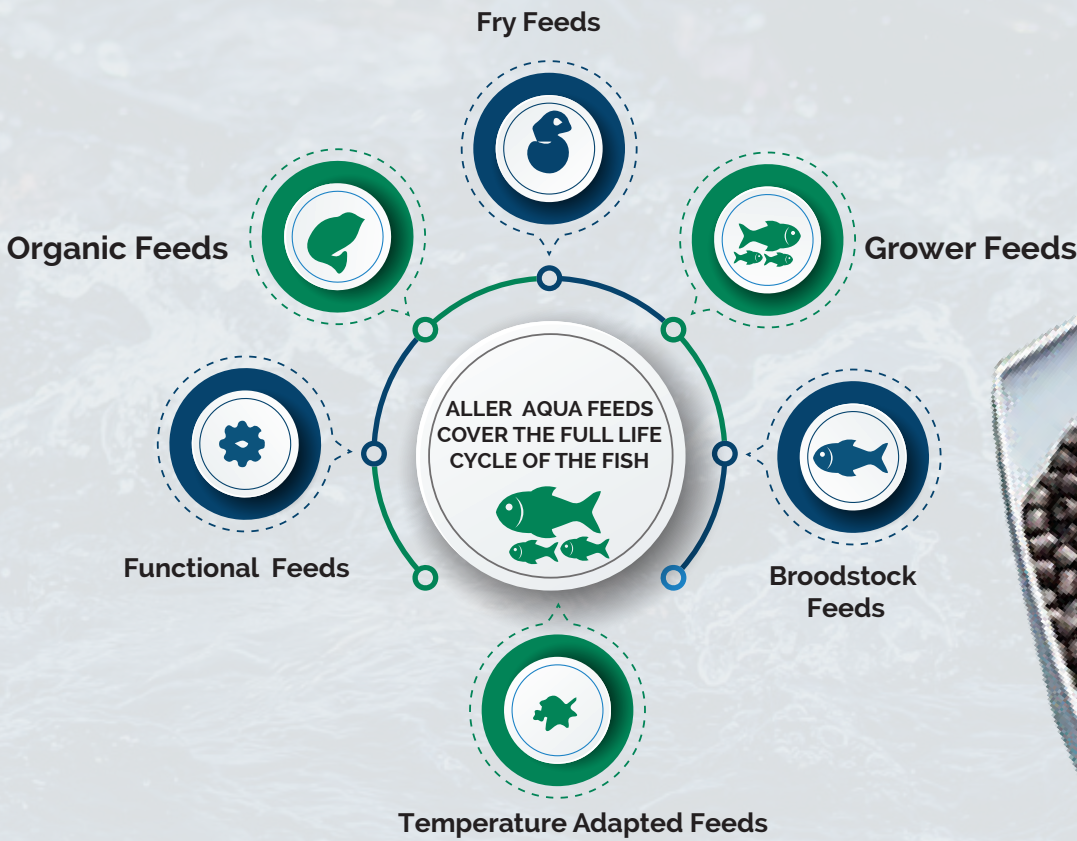 Fry Feeds
Organic Feeds
Grower Feeds
ALLER AQUA FEEDS
COVER THE FULL LIFE
CYCLE OF THE FISH
Functional Feeds
Broodstock
Feeds
Temperature Adapted Feeds